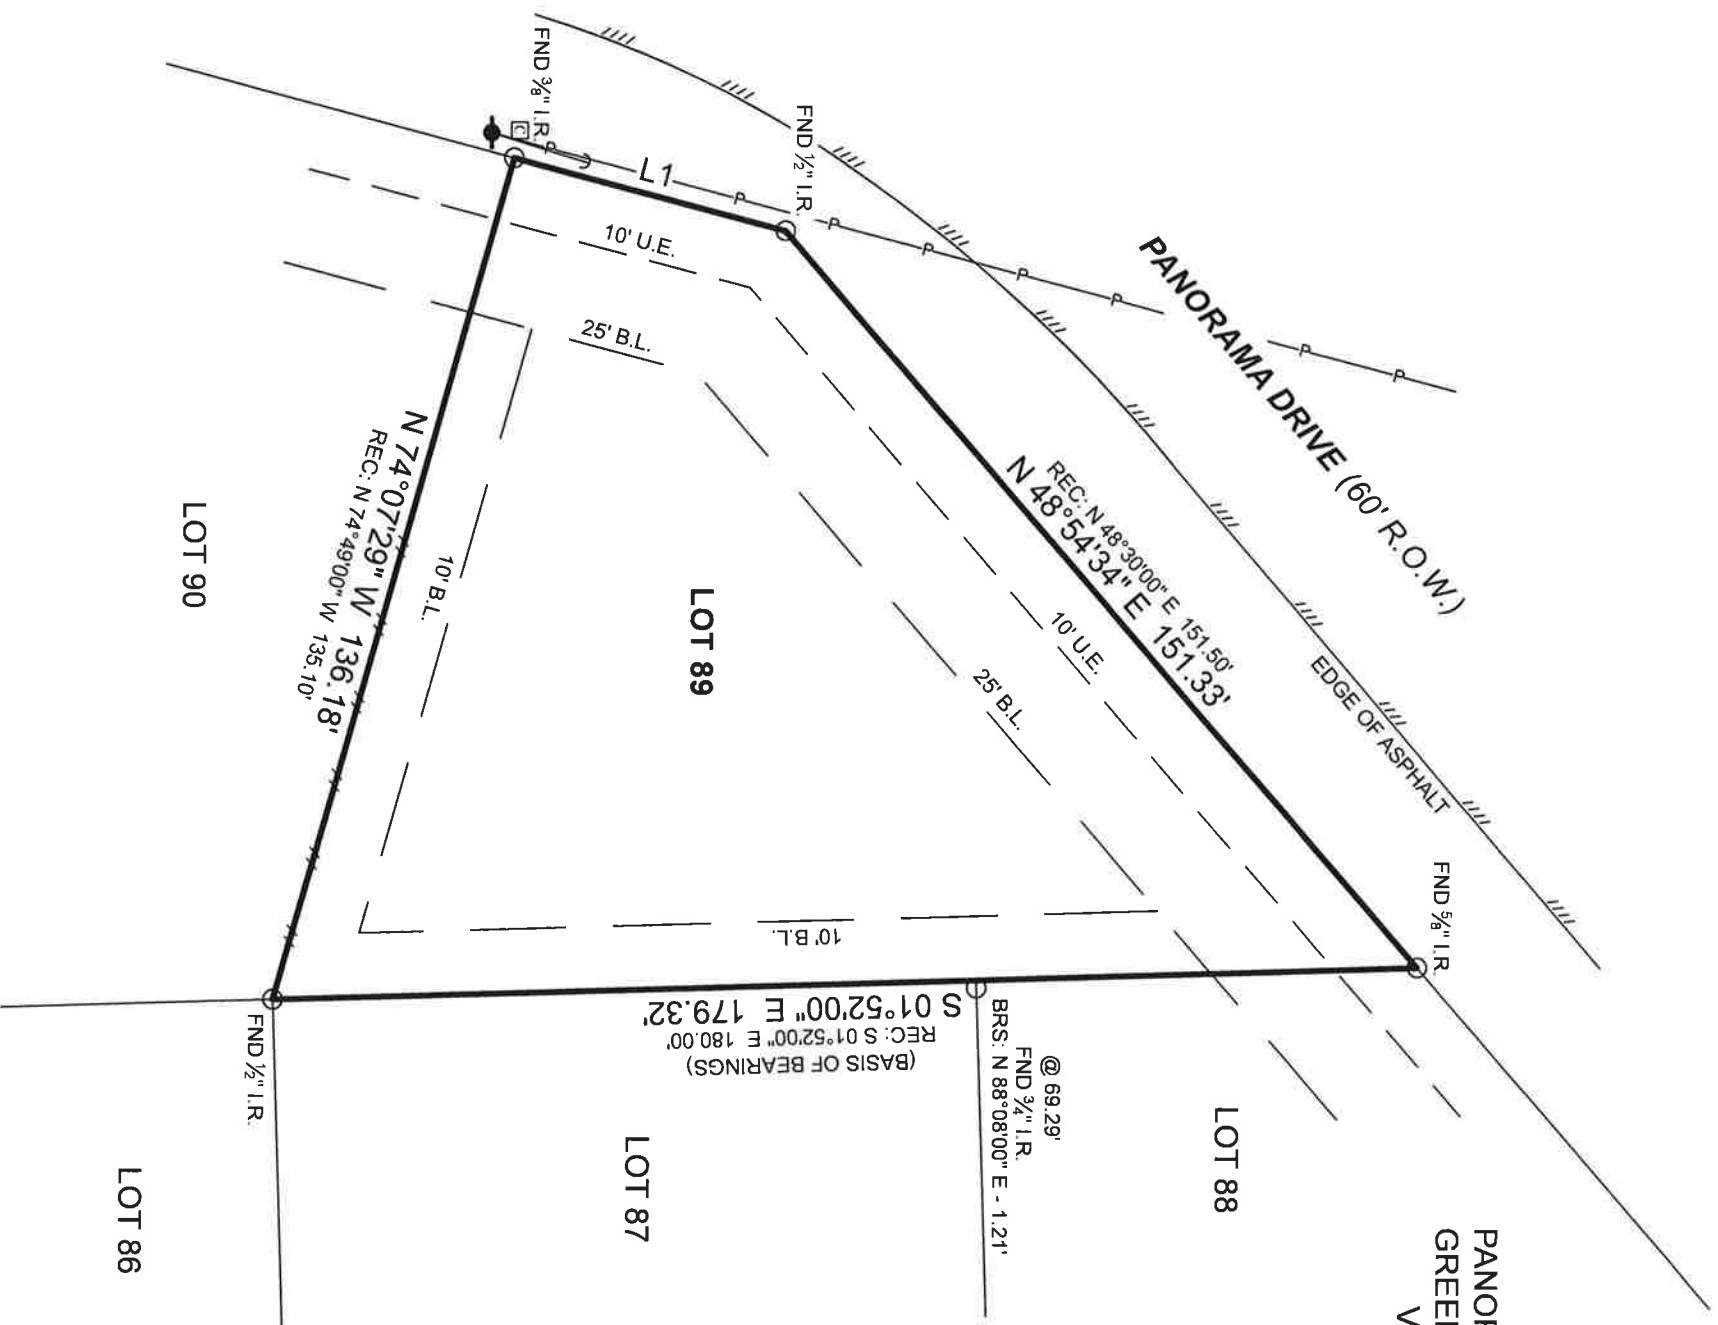 FND 3/8" I.R.
C
P
L1
FND 1/2" I.R.
P
P
P
P
P
P
P
PANORAMA DRIVE (60' R.O.W.)
10' U.E.
25' B.L.
REC: N 48°30'00" E 151.50'
N 48°54'34" E 151.33'
10' U.E.
25' B.L.
EDGE OF ASPHALT
FND 5/8" I.R.
N 74°07'29" W 136.18'
REC: N 74°49'00" W 135.10'
10' B.L.
LOT 89
LOT 90
10' B.L.
S 01°52'00" E 179.32'
REC: S 01°52'00" E 180.00'
(BASIS OF BEARINGS)
@ 69.29'
FND 3/4" I.R.
BRS: N 88°08'00" E - 1.21'
FND 1/2" I.R.
LOT 88
LOT 87
LOT 86